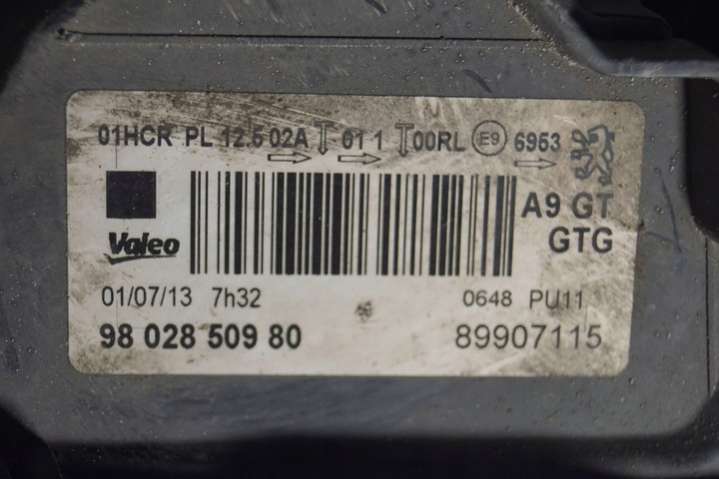 01HCR PL 12.5 02A 01 1 00RL E9 6953
A9 GT
Valeo
GTG
01/07/13 7h32 0648 PU11
98 028 509 80 89907115